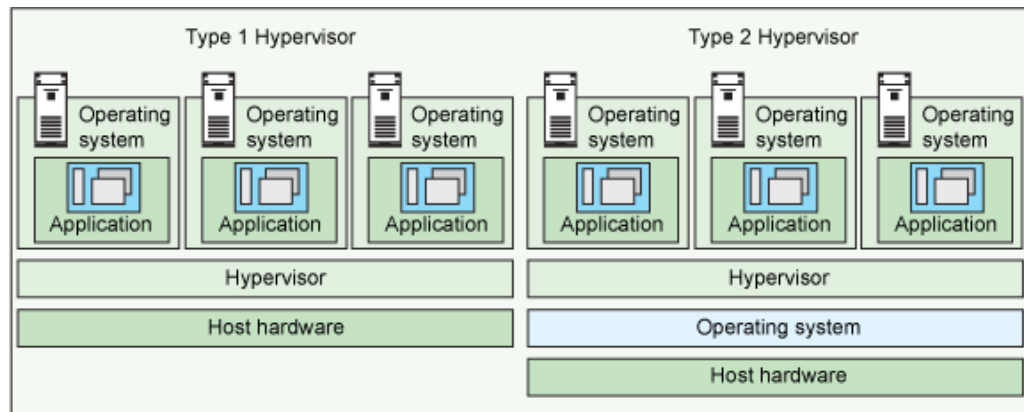 Type 1 Hypervisor
Operating
system
Application
Operating
system
Application
Operating
system
Application
Hypervisor
Host hardware
Type 2 Hypervisor
Operating
system
Application
Operating
system
Application
Operating
system
Application
Hypervisor
Operating system
Host hardware